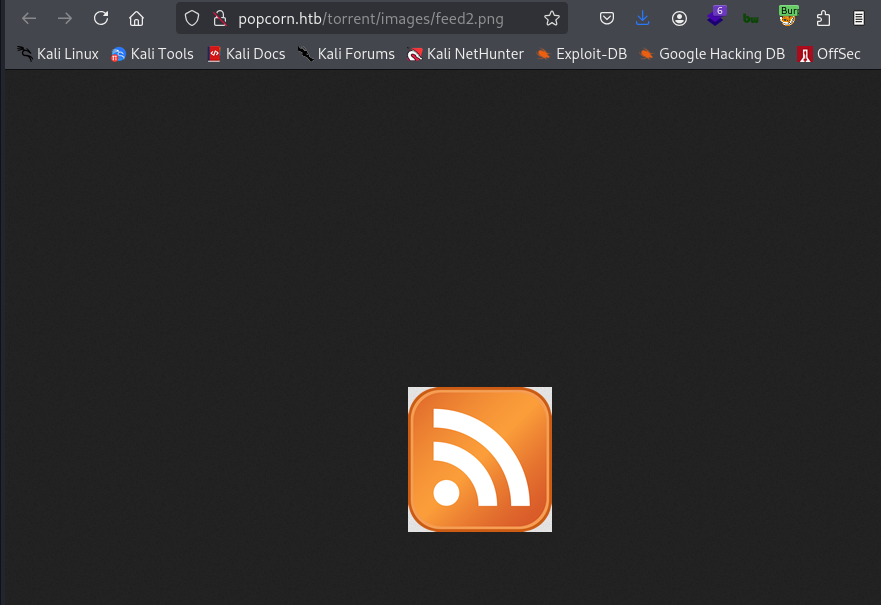 popcorn.htb/torrent/images/feed2.png
6
bw
Bur
Kali Linux
Kali Tools
Kali Docs
Kali Forums
Kali NetHunter
Exploit-DB
Google Hacking DB
OffSec